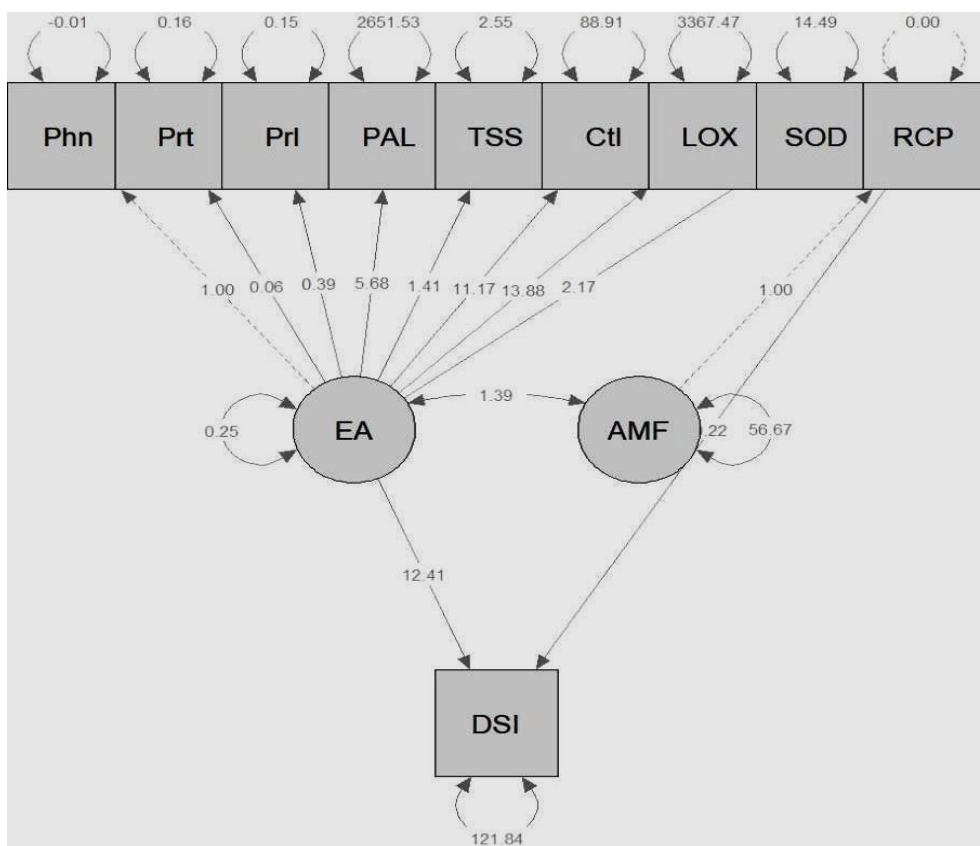 -0.01 0.16 0.15 2651.53 2.55 88.91 3367.47 14.49 0.00
Phn Prt Prl PAL TSS Ctl LOX SOD RCP
1.00 0.06 0.39 5.68 1.41 11.17 13.88 2.17 1.00
1.39
0.25 EA AMF .22 56.67
12.41
DSI
121.84